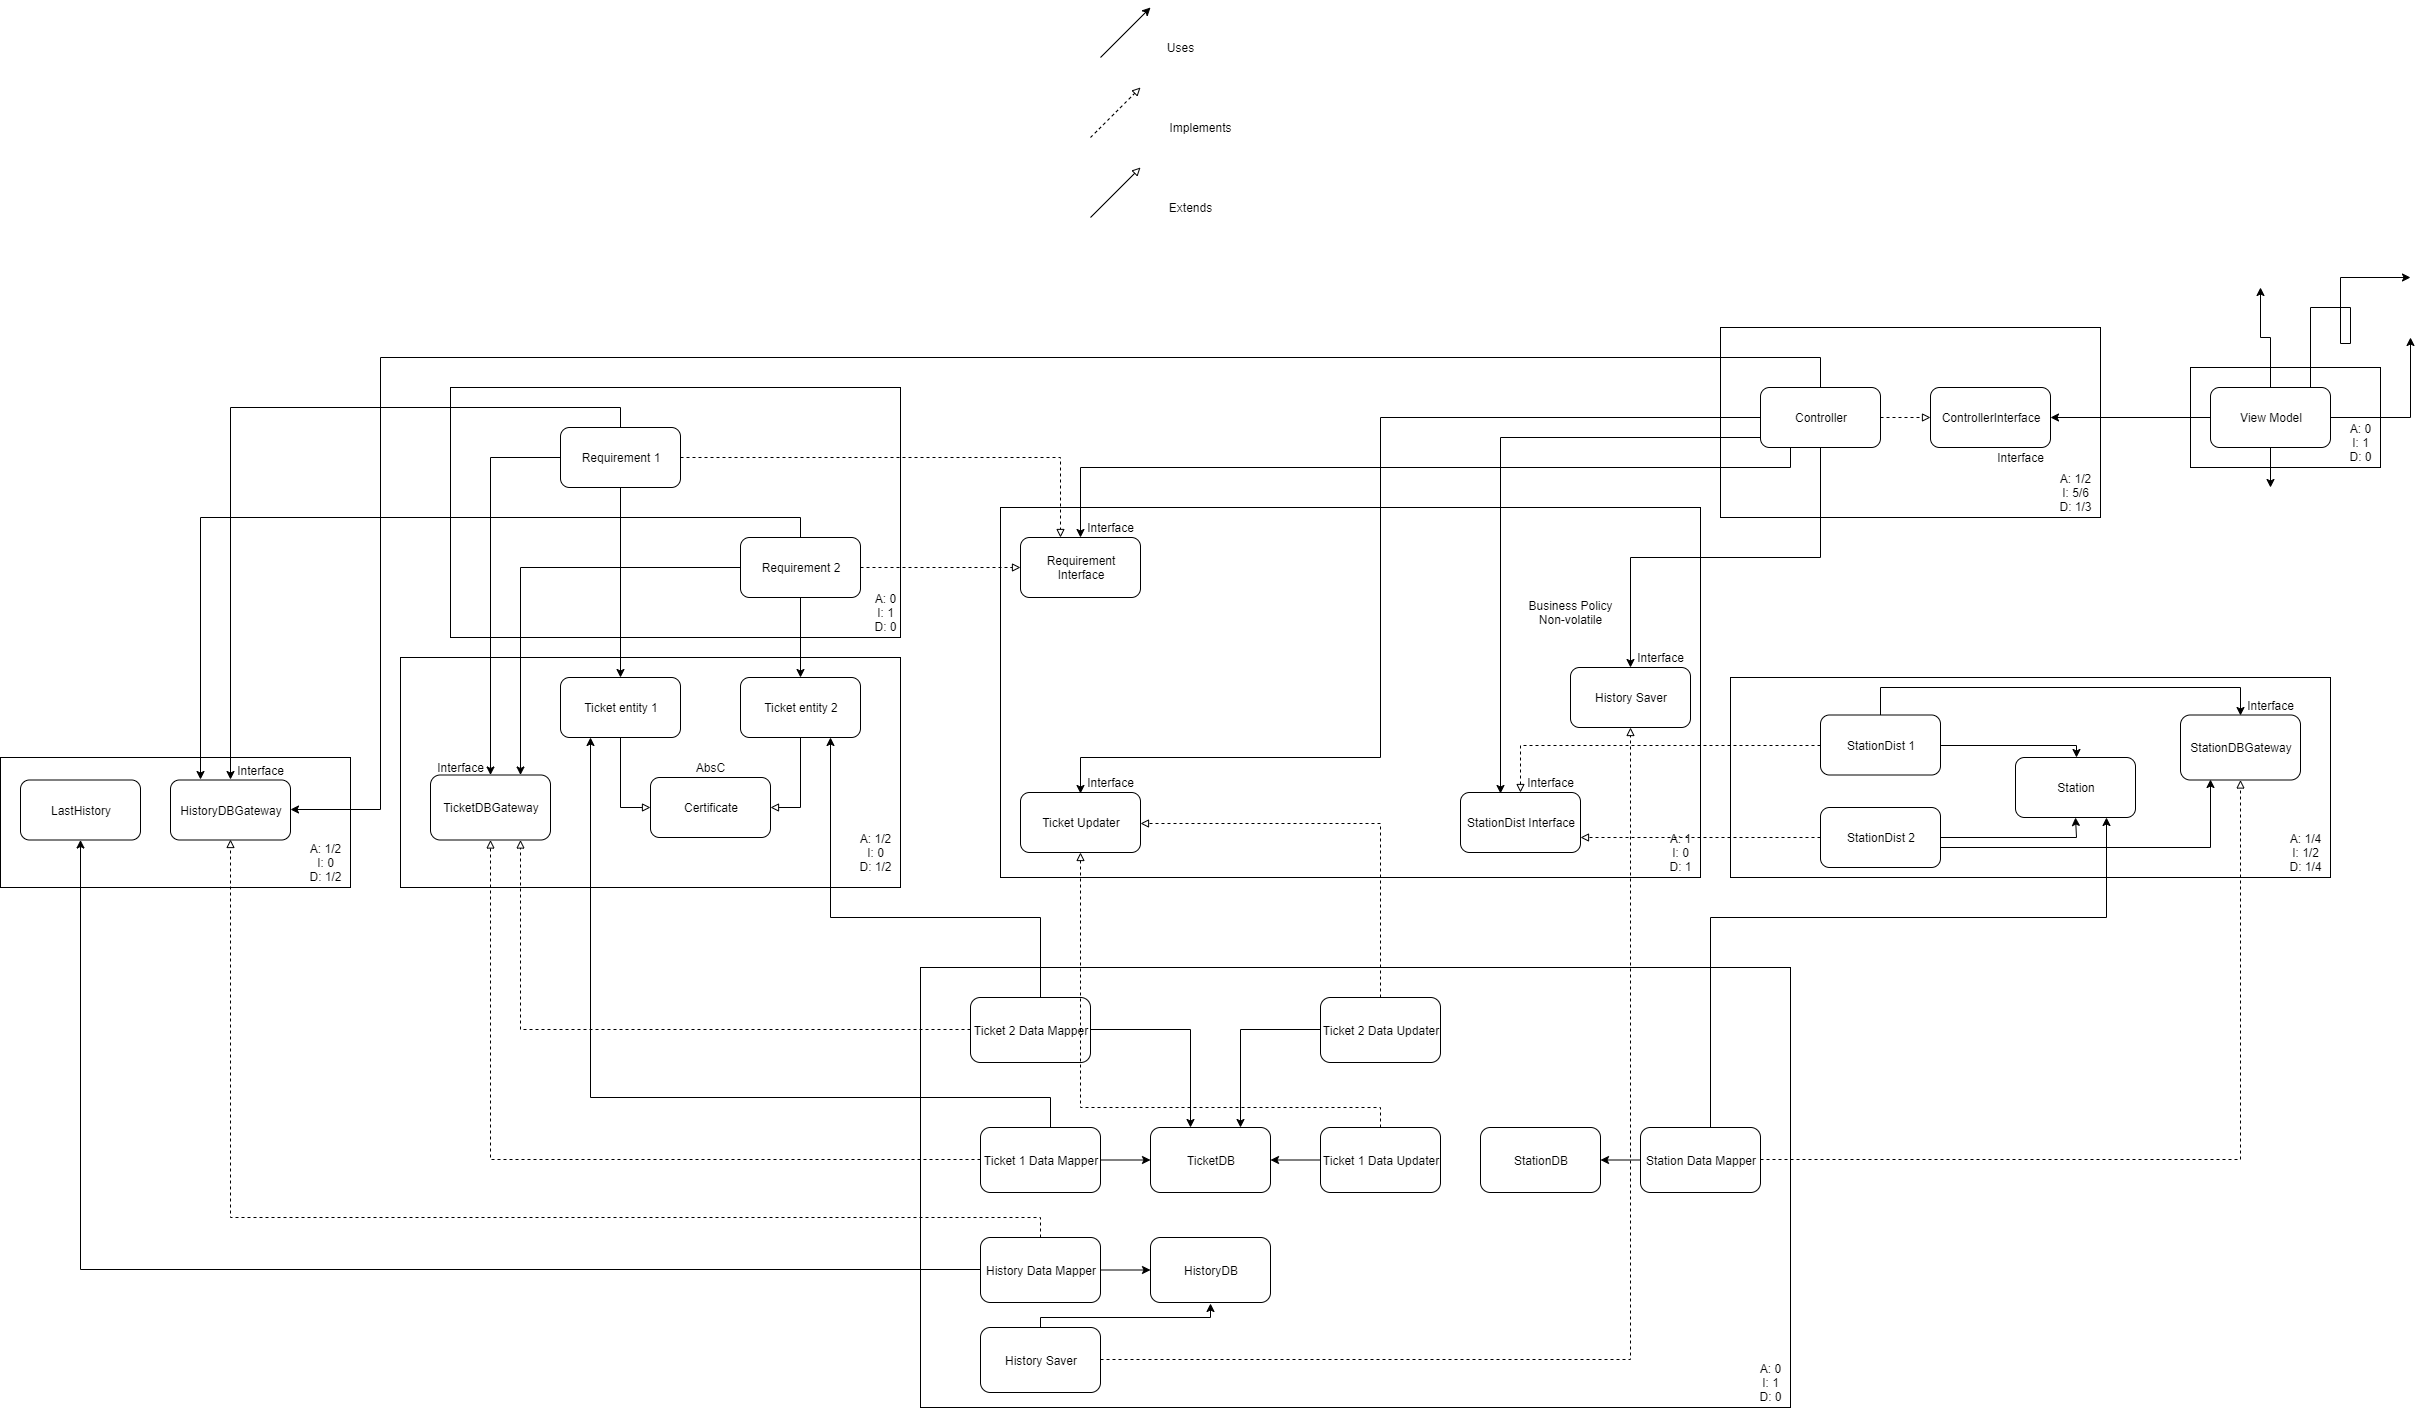 Uses
Implements
Extends
Controller
ControllerInterface
Interface
A: 1/2
I: 5/6
D: 1/3
View Model
A: 0
I: 1
D: 0
Requirement 1
Requirement 2
A: 0
I: 1
D: 0
Interface
Requirement
Interface
Business Policy
Non-volatile
Interface
History Saver
Interface
Ticket Updater
Interface
StationDist Interface
A: 1
I: 0
D: 1
StationDist 1
StationDist 2
Station
Interface
StationDBGateway
A: 1/4
I: 1/2
D: 1/4
Ticket entity 1
Ticket entity 2
Interface
TicketDBGateway
AbsC
Certificate
A: 1/2
I: 0
D: 1/2
LastHistory
Interface
HistoryDBGateway
A: 1/2
I: 0
D: 1/2
Ticket 2 Data Mapper
Ticket 2 Data Updater
Ticket 1 Data Mapper
TicketDB
Ticket 1 Data Updater
StationDB
Station Data Mapper
History Data Mapper
HistoryDB
History Saver
A: 0
I: 1
D: 0